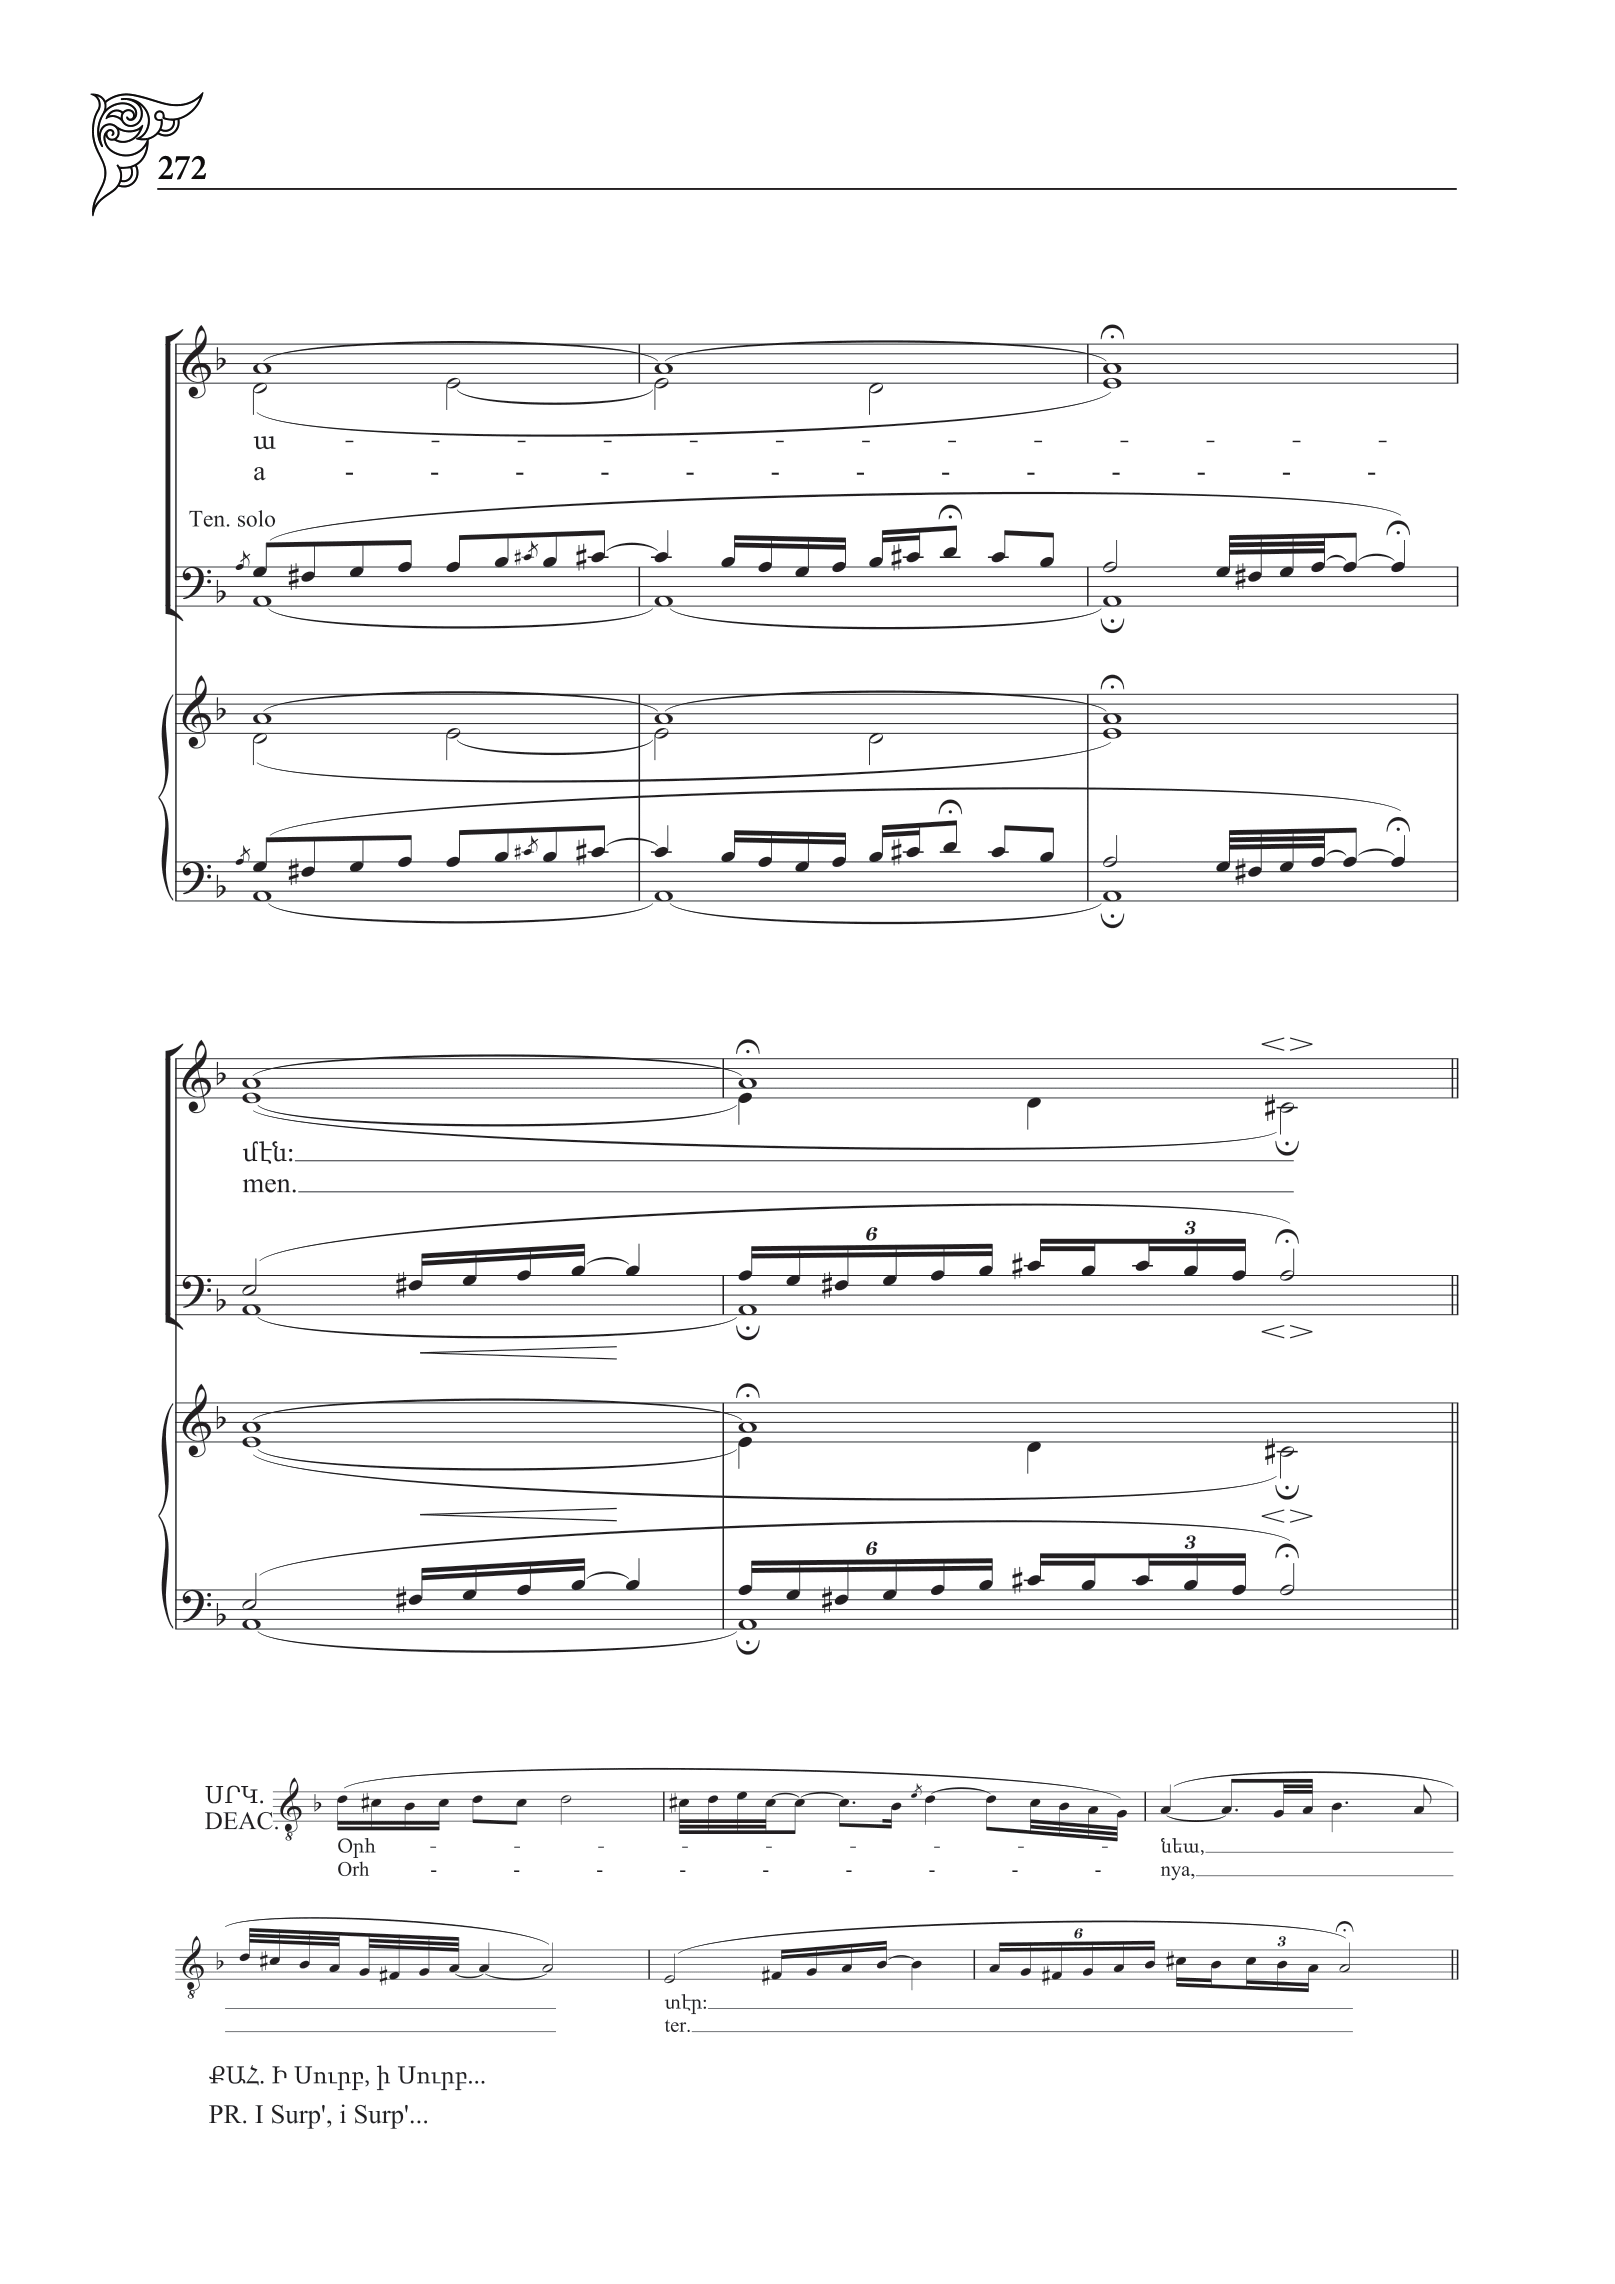 272
ա - - - - - - - - - - - - -
a - - - - - - - - - - - - -
Ten. solo
մէն:
men.
6 3
6 3
ՍՐԿ.
DEAC.
Օրհ - - - - - - - - - նեա,
Orh - - - - - - - - - nya,
6 3
տէր:
ter.
ՔԱՀ. Ի Սուրբ, ի Սուրբ...
PR. I Surp', i Surp'...